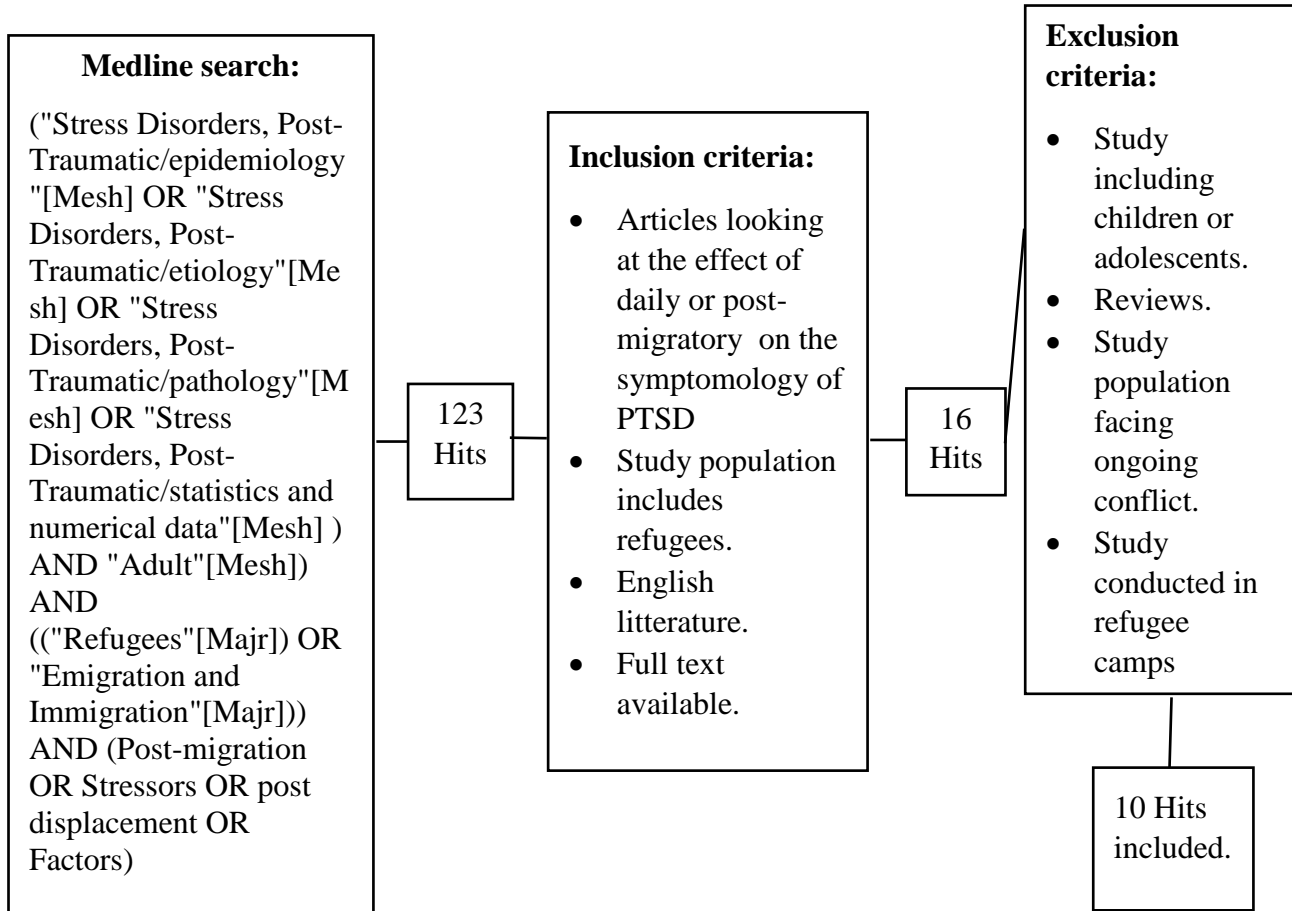 Medline search:
("Stress Disorders, Post-
Traumatic/epidemiology
"[Mesh] OR "Stress
Disorders, Post-
Traumatic/etiology"[Me
sh] OR "Stress
Disorders, Post-
Traumatic/pathology"[M
esh] OR "Stress
Disorders, Post-
Traumatic/statistics and
numerical data"[Mesh] )
AND "Adult"[Mesh])
AND
(("Refugees"[Majr]) OR
"Emigration and
Immigration"[Majr]))
AND (Post-migration
OR Stressors OR post
displacement OR
Factors)
123
Hits
Inclusion criteria:
• Articles looking
at the effect of
daily or post-
migratory  on the
symptomology of
PTSD
• Study population
includes
refugees.
• English
litterature.
• Full text
available.
16
Hits
Exclusion
criteria:
• Study
including
children or
adolescents.
• Reviews.
• Study
population
facing
ongoing
conflict.
• Study
conducted in
refugee
camps
10 Hits
included.